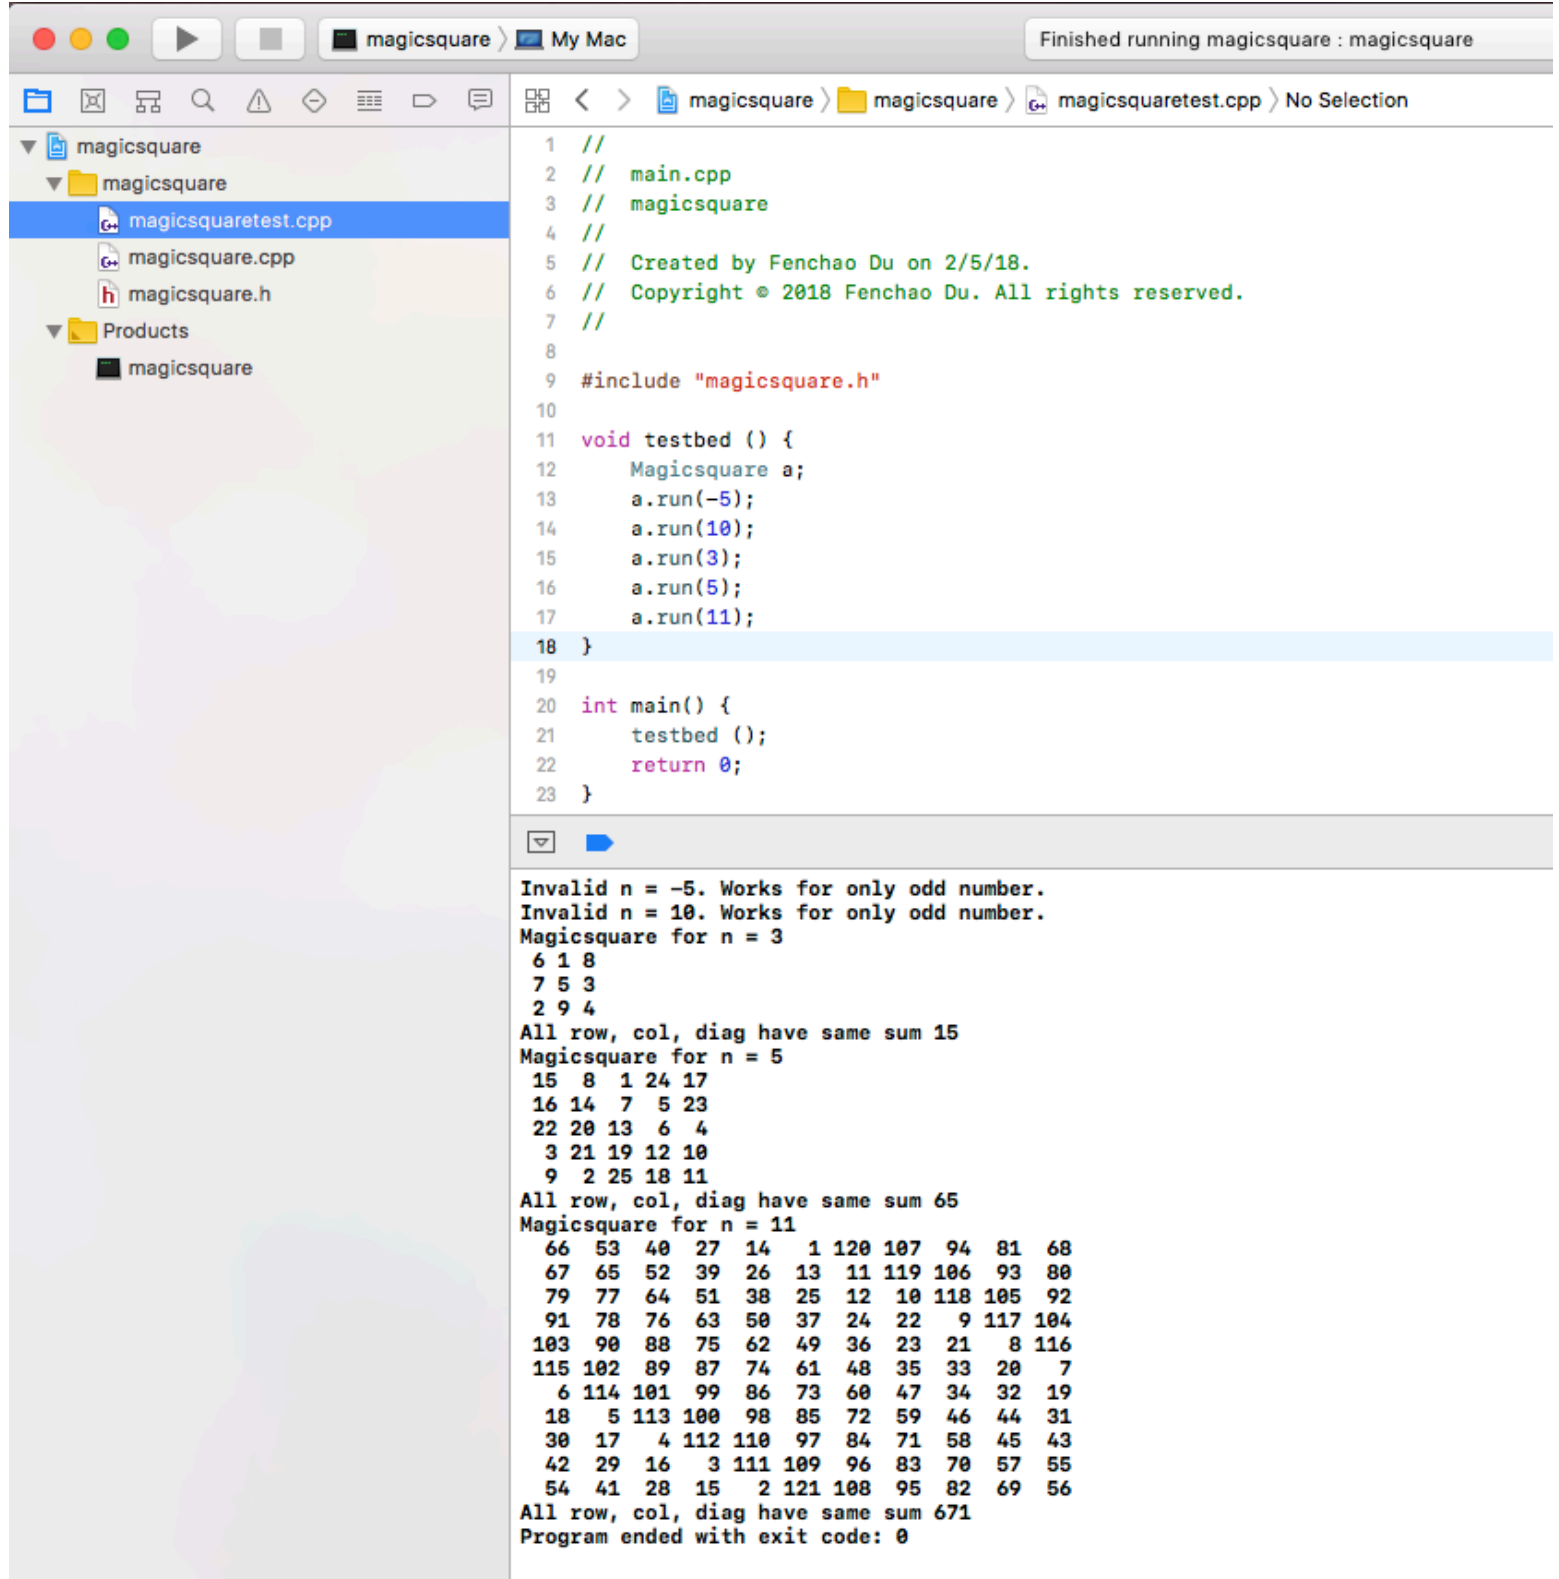 magicsquare 〉 My Mac
Finished running magicsquare : magicsquare
magicsquare 〉 magicsquare 〉 magicsquaretest.cpp 〉 No Selection
magicsquare
magicsquare
magicsquaretest.cpp
magicsquare.cpp
magicsquare.h
Products
magicsquare
1 //
2 //  main.cpp
3 //  magicsquare
4 //
5 //  Created by Fenchao Du on 2/5/18.
6 //  Copyright © 2018 Fenchao Du. All rights reserved.
7 //
8
9 #include "magicsquare.h"
10
11 void testbed () {
12     Magicsquare a;
13     a.run(-5);
14     a.run(10);
15     a.run(3);
16     a.run(5);
17     a.run(11);
18 }
19
20 int main() {
21     testbed ();
22     return 0;
23 }
Invalid n = -5. Works for only odd number.
Invalid n = 10. Works for only odd number.
Magicsquare for n = 3
 6 1 8
 7 5 3
 2 9 4
All row, col, diag have same sum 15
Magicsquare for n = 5
 15  8  1 24 17
 16 14  7  5 23
 22 20 13  6  4
  3 21 19 12 10
  9  2 25 18 11
All row, col, diag have same sum 65
Magicsquare for n = 11
  66  53  40  27  14   1 120 107  94  81  68
  67  65  52  39  26  13  11 119 106  93  80
  79  77  64  51  38  25  12  10 118 105  92
  91  78  76  63  50  37  24  22   9 117 104
 103  90  88  75  62  49  36  23  21   8 116
 115 102  89  87  74  61  48  35  33  20   7
   6 114 101  99  86  73  60  47  34  32  19
  18   5 113 100  98  85  72  59  46  44  31
  30  17   4 112 110  97  84  71  58  45  43
  42  29  16   3 111 109  96  83  70  57  55
  54  41  28  15   2 121 108  95  82  69  56
All row, col, diag have same sum 671
Program ended with exit code: 0